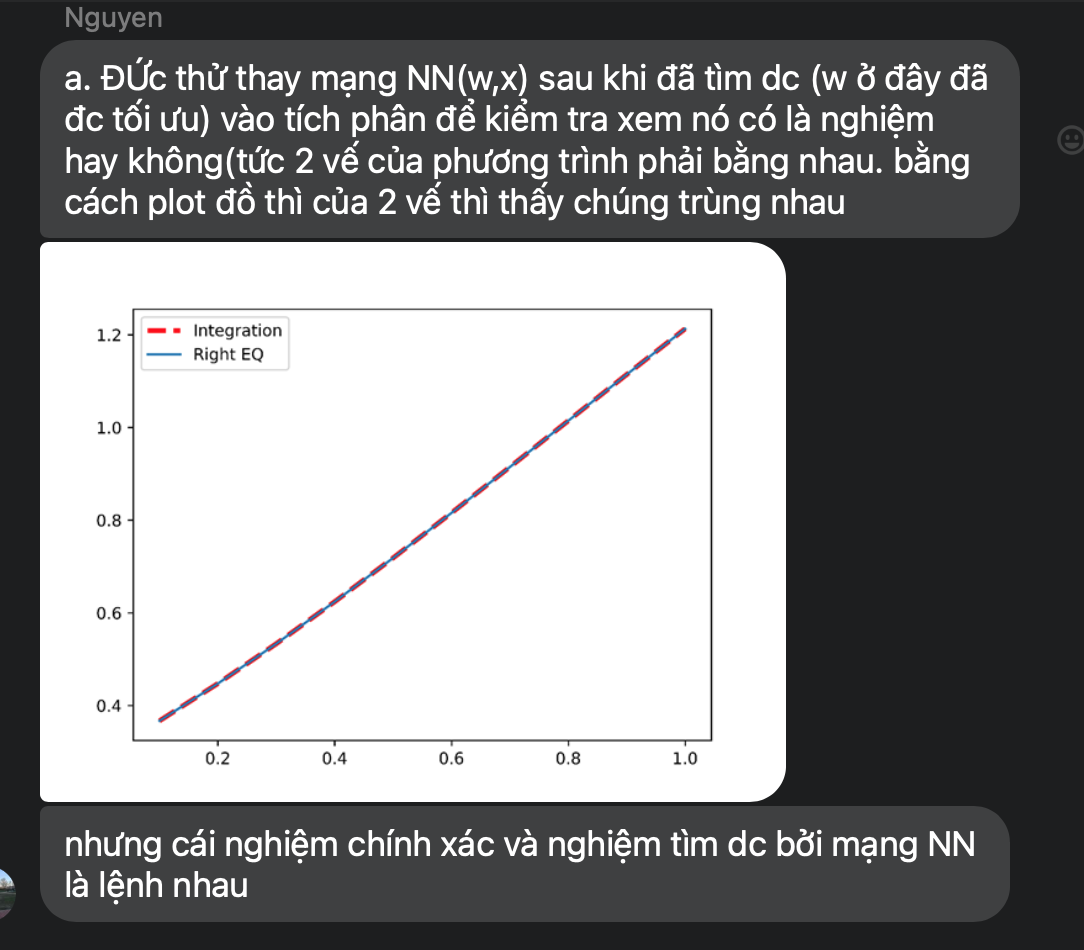 Nguyen
a. ĐỨc thử thay mạng NN(w,x) sau khi đã tìm dc (w ở đây đã
đc tối ưu) vào tích phân để kiểm tra xem nó có là nghiệm
hay không(tức 2 vế của phương trình phải bằng nhau. bằng
cách plot đồ thì của 2 vế thì thấy chúng trùng nhau
Integration
Right EQ
1.2
1.0
0.8
0.6
0.4
0.2 0.4 0.6 0.8 1.0
nhưng cái nghiệm chính xác và nghiệm tìm dc bởi mạng NN
là lệnh nhau